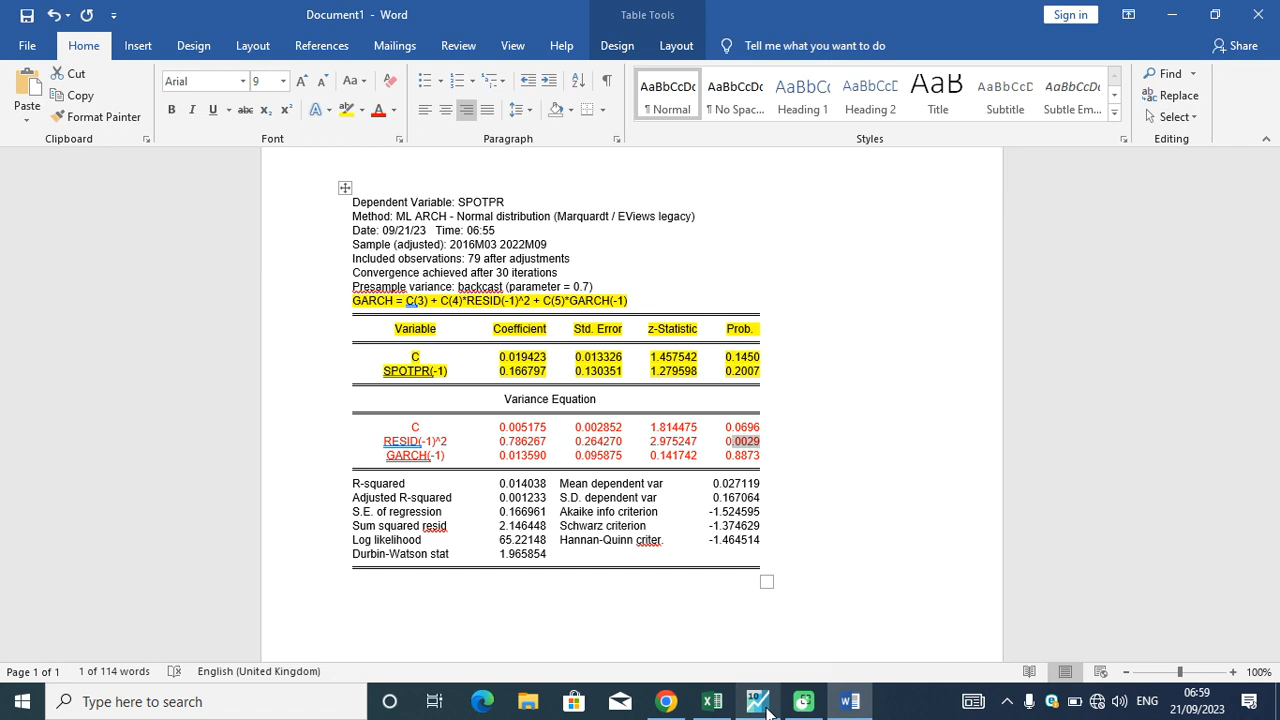 Document1 - Word
Table Tools
Sign in
File Home Insert Design Layout References Mailings Review View Help Design Layout Tell me what you want to do Share
Paste
Cut
Copy
Format Painter
Clipboard
Arial 9
Font
Paragraph
AaBbCcDc AaBbCcDc AaBbCc AaBbCcD AaB AaBbCcD AaBbCcDc
¶ Normal ¶ No Spac... Heading 1 Heading 2 Title Subtitle Subtle Em...
Styles
Find
Replace
Select
Editing
Dependent Variable: SPOTPR
Method: ML ARCH - Normal distribution (Marquardt / EViews legacy)
Date: 09/21/23 Time: 06:55
Sample (adjusted): 2016M03 2022M09
Included observations: 79 after adjustments
Convergence achieved after 30 iterations
Presample variance: backcast (parameter = 0.7)
GARCH = C(3) + C(4)*RESID(-1)^2 + C(5)*GARCH(-1)
Variable Coefficient Std. Error z-Statistic Prob.
C 0.019423 0.013326 1.457542 0.1450
SPOTPR(-1) 0.166797 0.130351 1.279598 0.2007
Variance Equation
C 0.005175 0.002852 1.814475 0.0696
RESID(-1)^2 0.786267 0.264270 2.975247 0.0029
GARCH(-1) 0.013590 0.095875 0.141742 0.8873
R-squared 0.014038 Mean dependent var 0.027119
Adjusted R-squared 0.001233 S.D. dependent var 0.167064
S.E. of regression 0.166961 Akaike info criterion -1.524595
Sum squared resid 2.146448 Schwarz criterion -1.374629
Log likelihood 65.22148 Hannan-Quinn criter. -1.464514
Durbin-Watson stat 1.965854
Page 1 of 1 1 of 114 words English (United Kingdom) 100%
Type here to search
ENG
06:59
21/09/2023